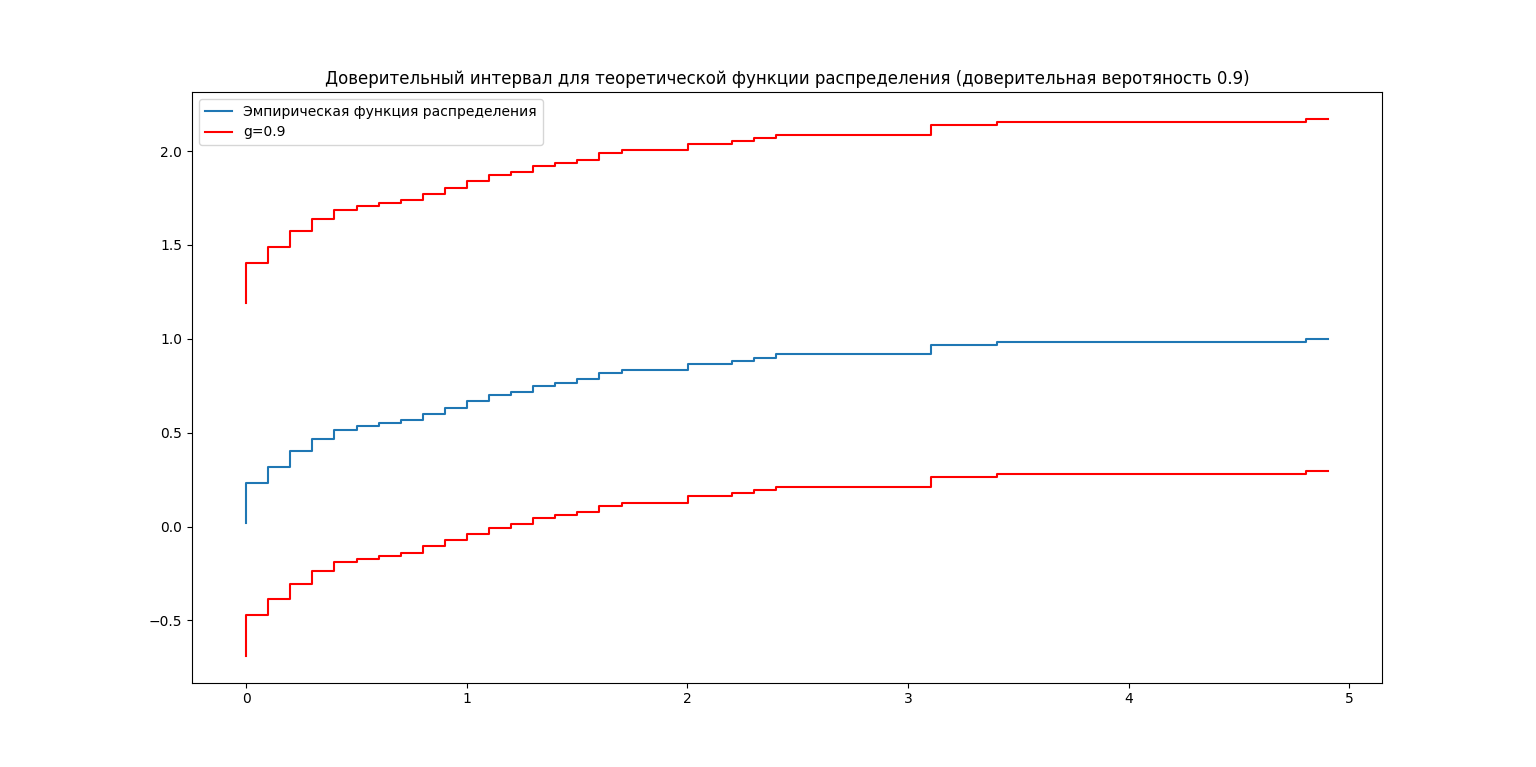 Доверительный интервал для теоретической функции распределения (доверительная веротяность 0.9)
Эмпирическая функция распределения
g=0.9
2.0
1.5
1.0
0.5
0.0
−0.5
0 1 2 3 4 5